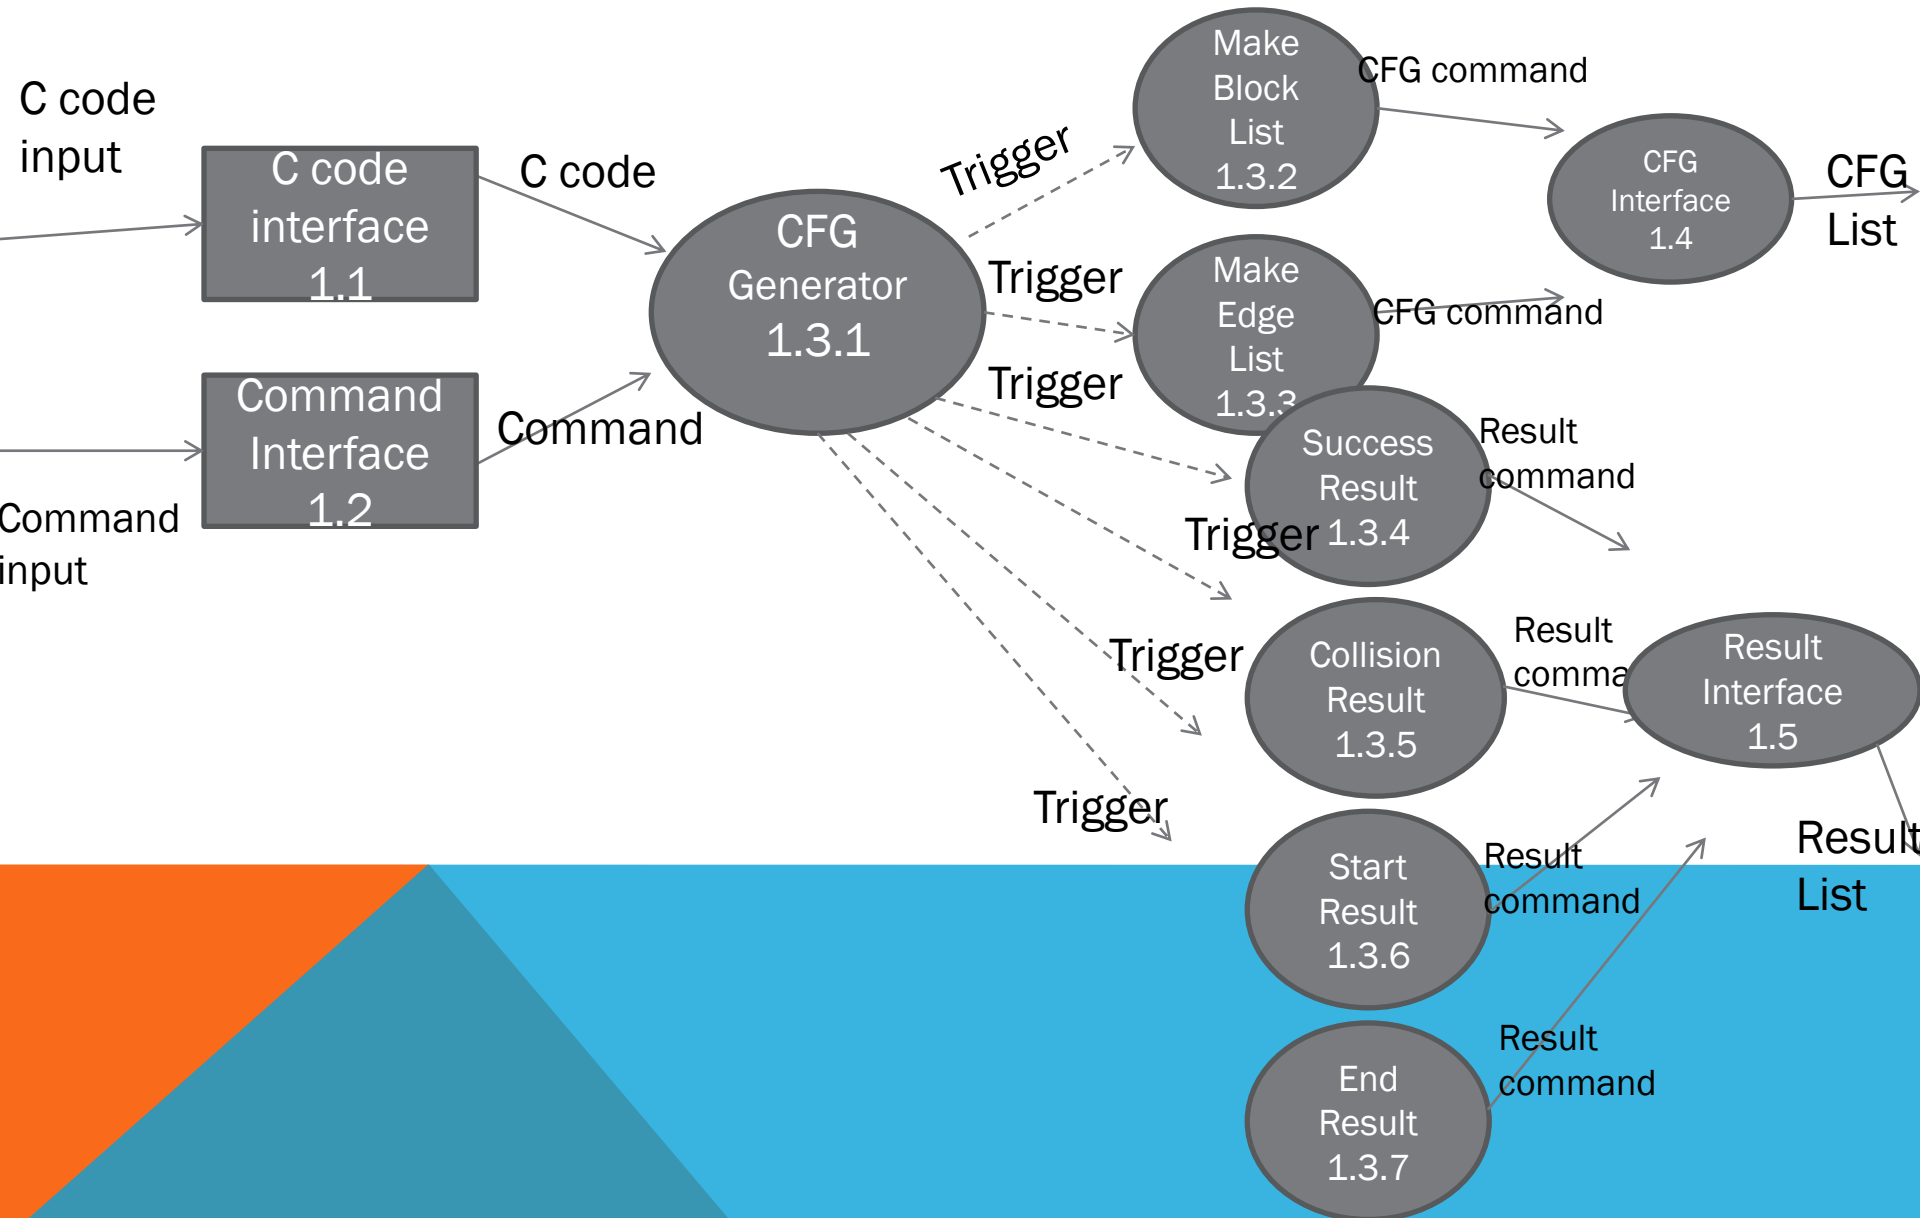 C code
input
C code
interface
1.1
C code
Command
Interface
1.2
Command
Command
input
CFG
Generator
1.3.1
Trigger
Trigger
Trigger
Trigger
Trigger
Trigger
Make
Block
List
1.3.2
CFG command
Make
Edge
List
1.3.3
CFG command
CFG
Interface
1.4
CFG
List
Success
Result
1.3.4
Result
command
Collision
Result
1.3.5
Result
comma
Result
Interface
1.5
Start
Result
1.3.6
Result
command
Result
List
End
Result
1.3.7
Result
command